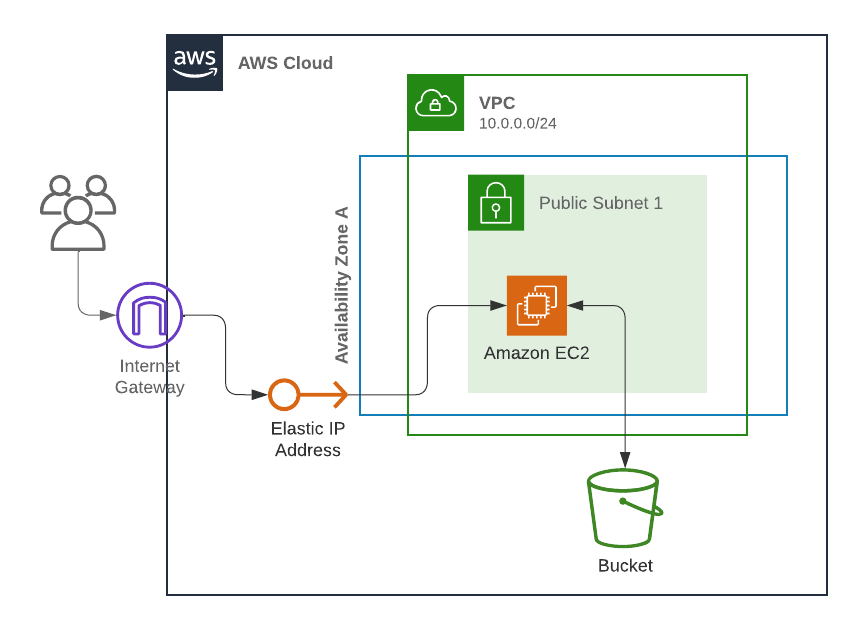 aws
AWS Cloud
VPC
10.0.0.0/24
Public Subnet 1
Availability Zone A
Amazon EC2
Internet
Gateway
Elastic IP
Address
Bucket